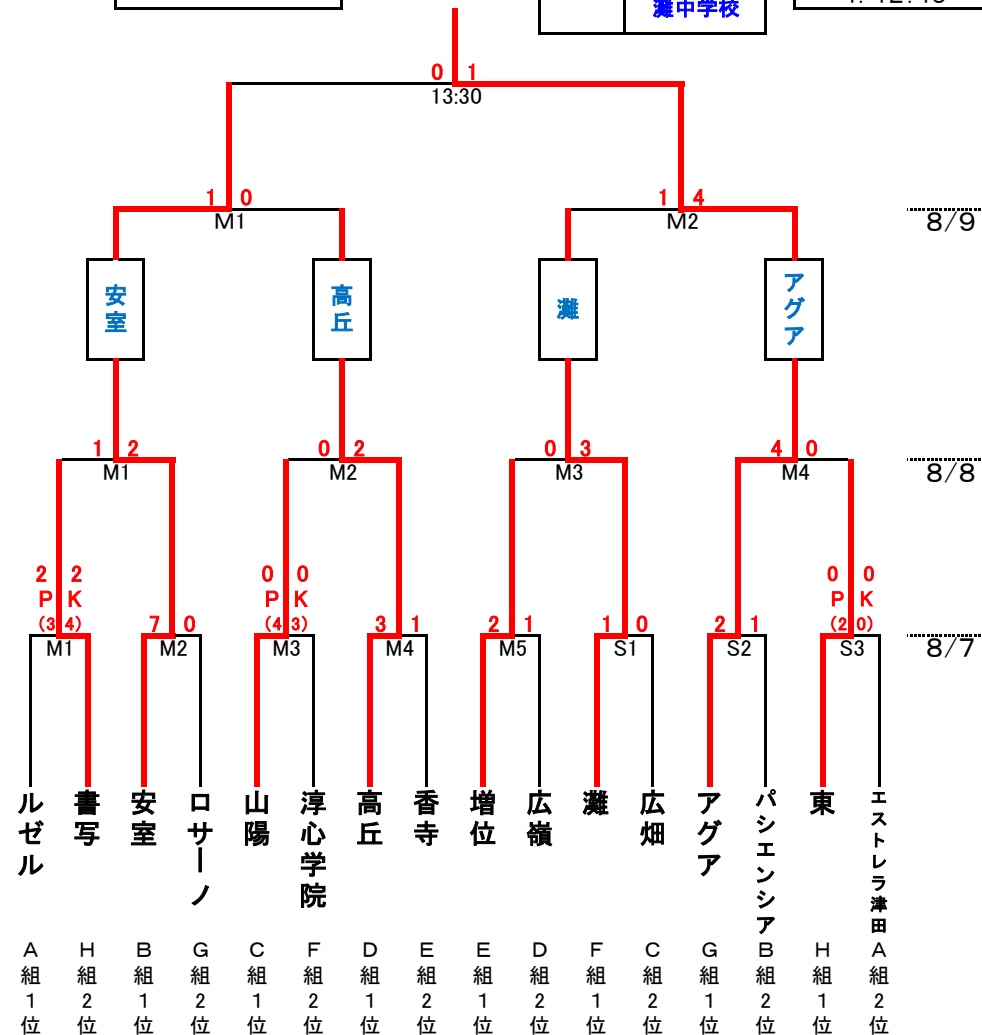 灘中学校
0 1
13:30
1 0
M1
1 4
M2
8/9
安室
高丘
灘
アグア
1 2
M1
0 2
M2
0 3
M3
4 0
M4
8/8
2 2
P K
(3 4)
M1
7 0
M2
0 0
P K
(4 3)
M3
3 1
M4
2 1
M5
1 0
S1
2 1
S2
0 0
P K
(2 0)
S3
8/7
ルゼル
書写
安室
ロサーノ
山陽
淳心学院
高丘
香寺
増位
広嶺
灘
広畑
アグア
パシエンシア
東
エストレラ津田
A組1位
H組2位
B組1位
G組2位
C組1位
F組2位
D組1位
E組2位
E組1位
D組2位
F組1位
C組2位
G組1位
B組2位
H組1位
A組2位